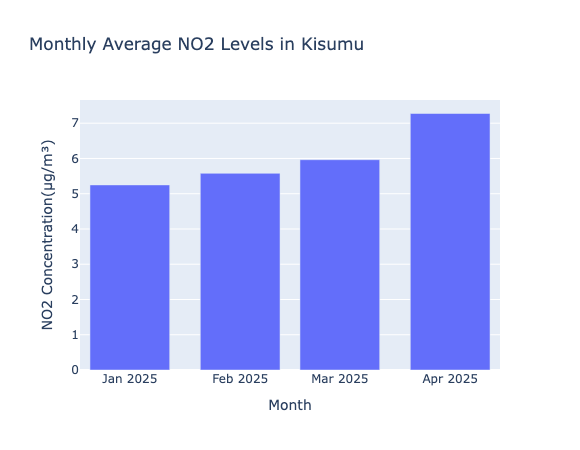 Monthly Average NO2 Levels in Kisumu
NO2 Concentration(µg/m³)
7
6
5
4
3
2
1
0
Jan 2025
Feb 2025
Mar 2025
Apr 2025
Month